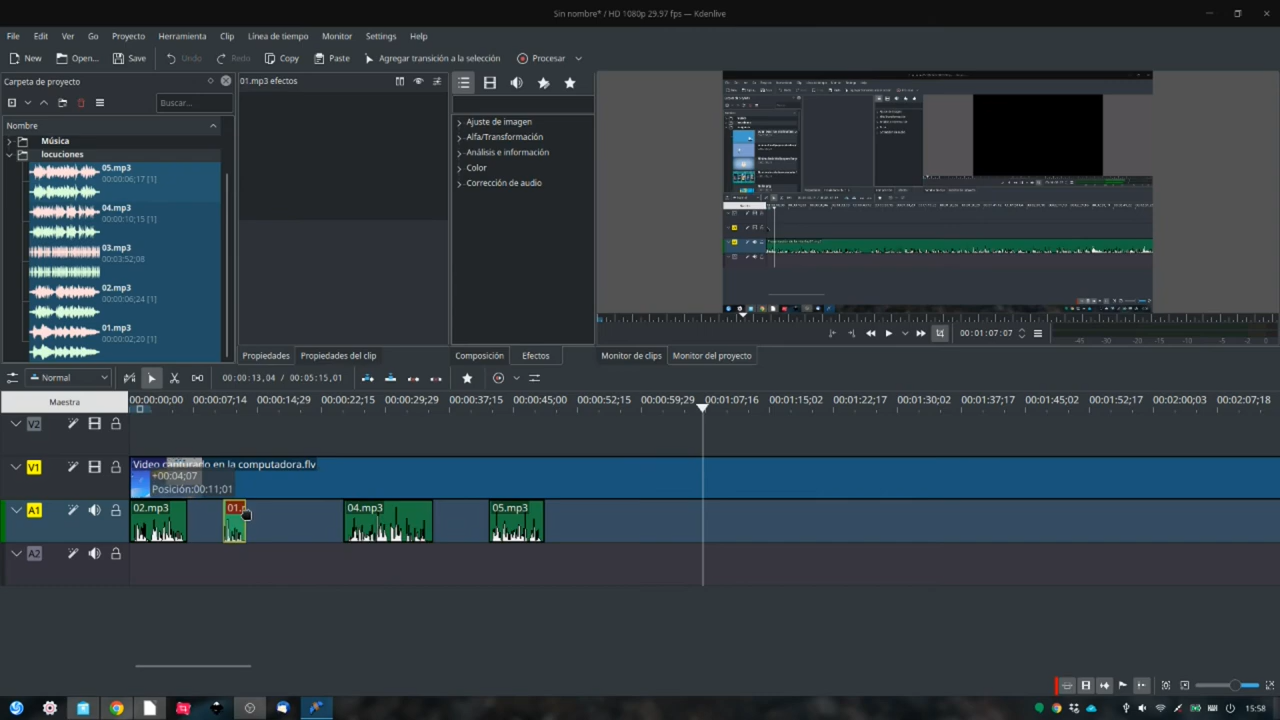 Sin nombre* / HD 1080p 29.97 fps — Kdenlive
File Edit Ver Go Proyecto Herramienta Clip Línea de tiempo Monitor Settings Help
New Open... Save Undo Redo Copy Paste Agregar transición a la selección Procesar
Carpeta de proyecto
01.mp3 efectos
Buscar...
Nombre
Música
locuciones
05.mp3
00:00:06;17 [1]
04.mp3
00:00:10;15 [1]
03.mp3
00:03:52;08
02.mp3
00:00:06;24 [1]
01.mp3
00:00:02;20 [1]
Ajuste de imagen
Alfa/Transformación
Análisis e información
Color
Corrección de audio
00:01:07:07
-45 -30 -20 -15 -10 -5 -2 0
Propiedades Propiedades del clip Composición Efectos Monitor de clips Monitor del proyecto
Normal 00:00:13,04 / 00:05:15,01
Maestra
00:00:00;00 00:00:07;14 00:00:14;29 00:00:22;15 00:00:29;29 00:00:37;15 00:00:45;00 00:00:52;15 00:00:59;29 00:01:07;16 00:01:15;02 00:01:22;17 00:01:30;02 00:01:37;17 00:01:45;02 00:01:52;17 00:02:00;03 00:02:07;18
V2
V1
Video capturado en la computadora.flv
+00:04;07
Posición:00:11;01
A1
02.mp3 01. 04.mp3 05.mp3
A2
15:58